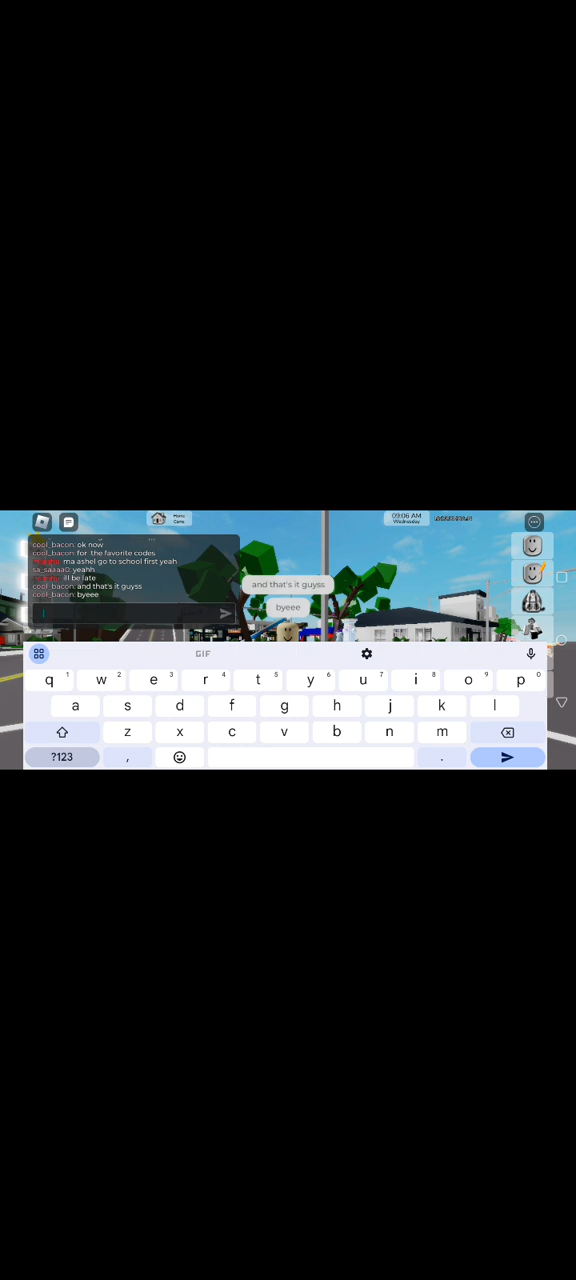 Home
09:06 AM
Wednesday
cool_bacon: ok now
cool_bacon: for the favorite codes
ma ashel go to school first yeah
sa_saaaa0: yeahh
ill be late
cool_bacon: and that's it guyss
cool_bacon: byeee
and that's it guyss
byeee
GIF
q 1 w 2 e 3 r 4 t 5 y 6 u 7 i 8 o 9 p 0
a s d f g h j k l
z x c v b n m
?123 , .